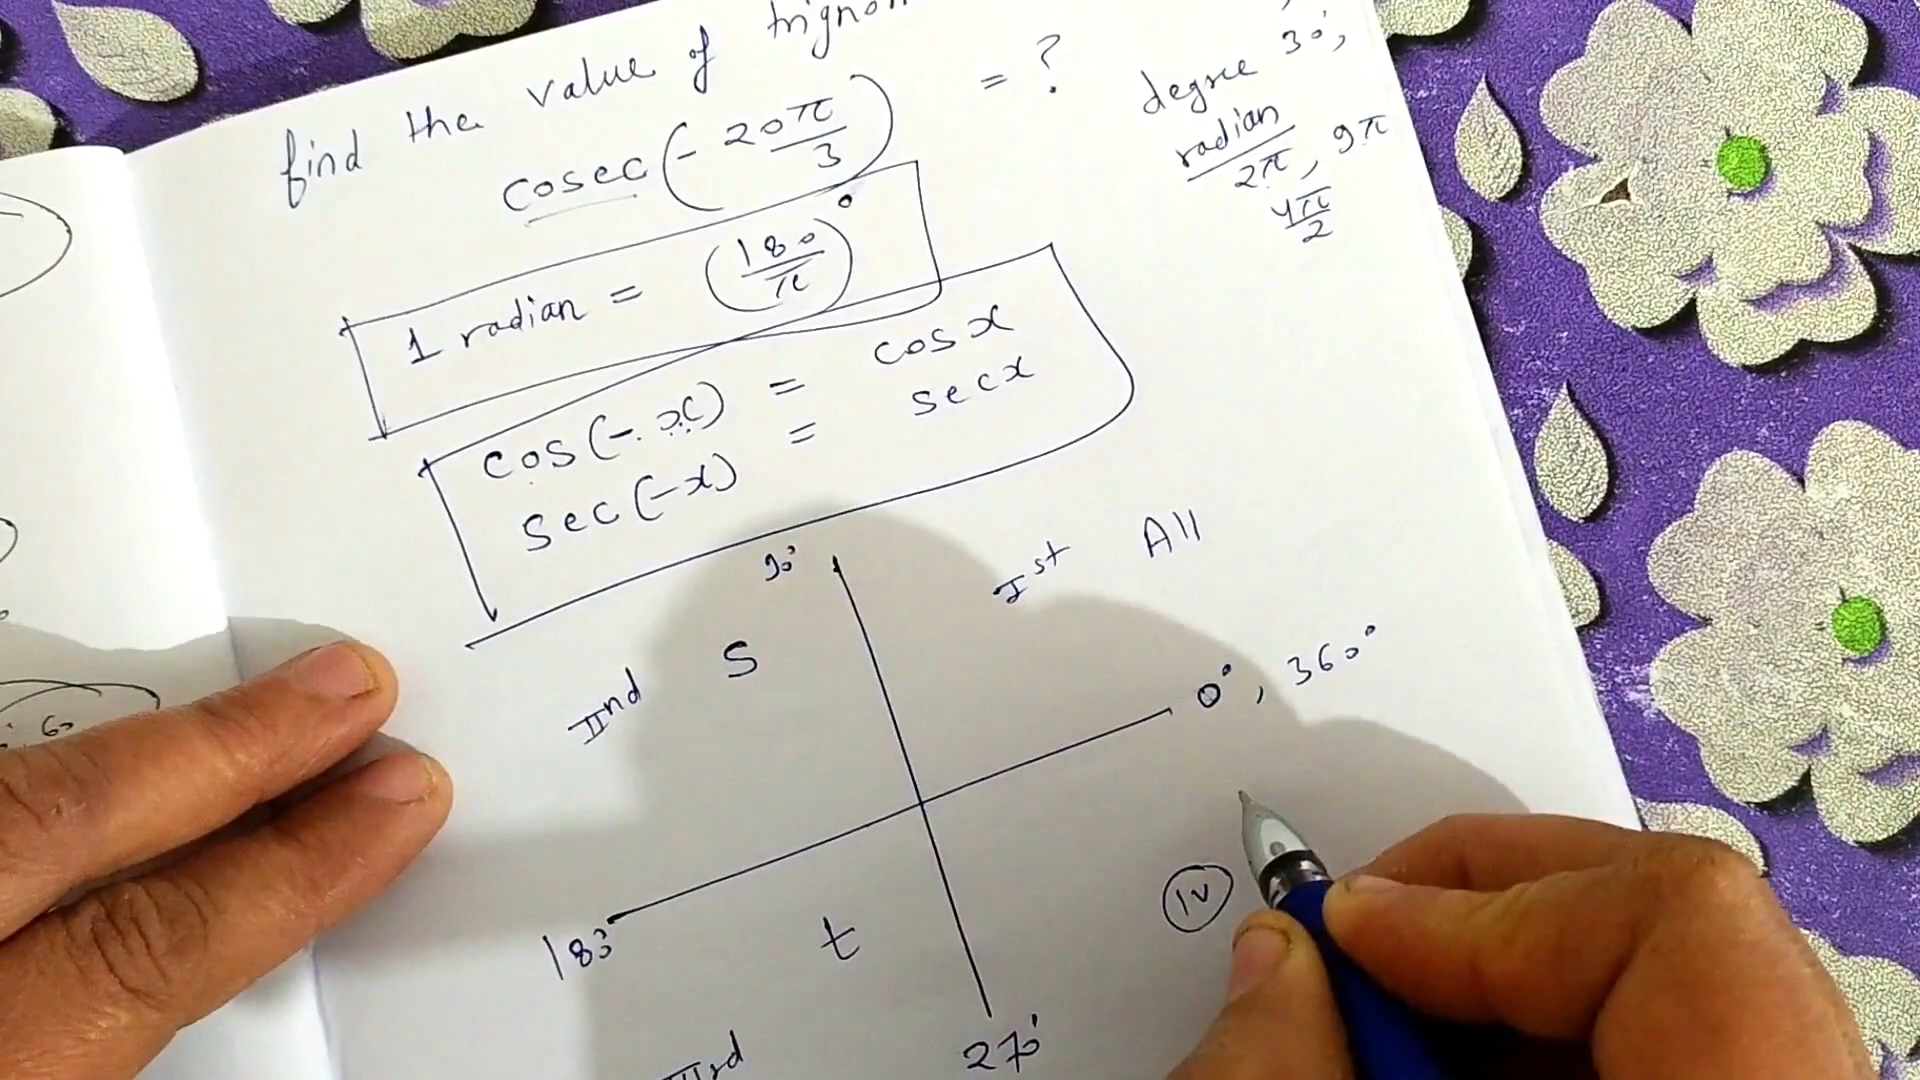 find the value of trigno
cosec (- 20π/3) = ?
degree 30°,
radian
2π, 9π
4π/2
1 radian = (180/π)°
cos (-x) = cos x
sec (-x) = sec x
90°
Ist All
IInd S
0°, 360°
180°
t
IV
IIIrd
270°
60